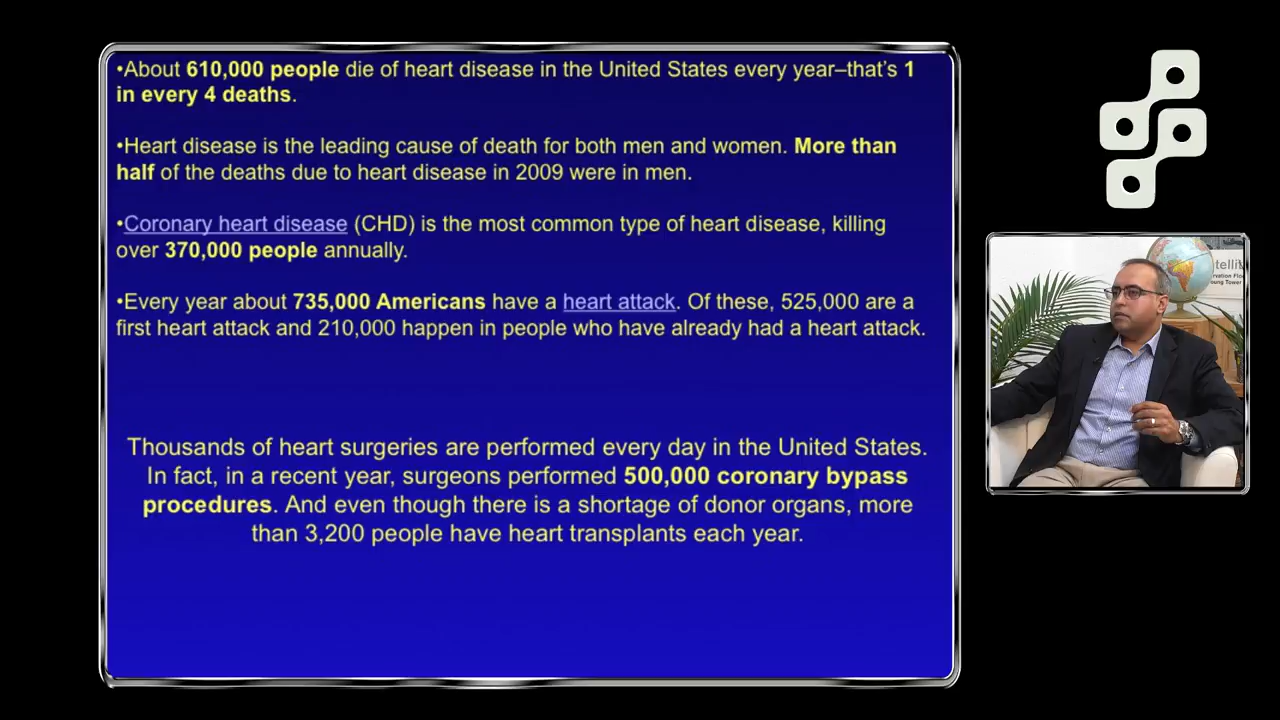 •About 610,000 people die of heart disease in the United States every year–that's 1
in every 4 deaths.
•Heart disease is the leading cause of death for both men and women. More than
half of the deaths due to heart disease in 2009 were in men.
•Coronary heart disease (CHD) is the most common type of heart disease, killing
over 370,000 people annually.
•Every year about 735,000 Americans have a heart attack. Of these, 525,000 are a
first heart attack and 210,000 happen in people who have already had a heart attack.
Thousands of heart surgeries are performed every day in the United States.
In fact, in a recent year, surgeons performed 500,000 coronary bypass
procedures. And even though there is a shortage of donor organs, more
than 3,200 people have heart transplants each year.
Tower